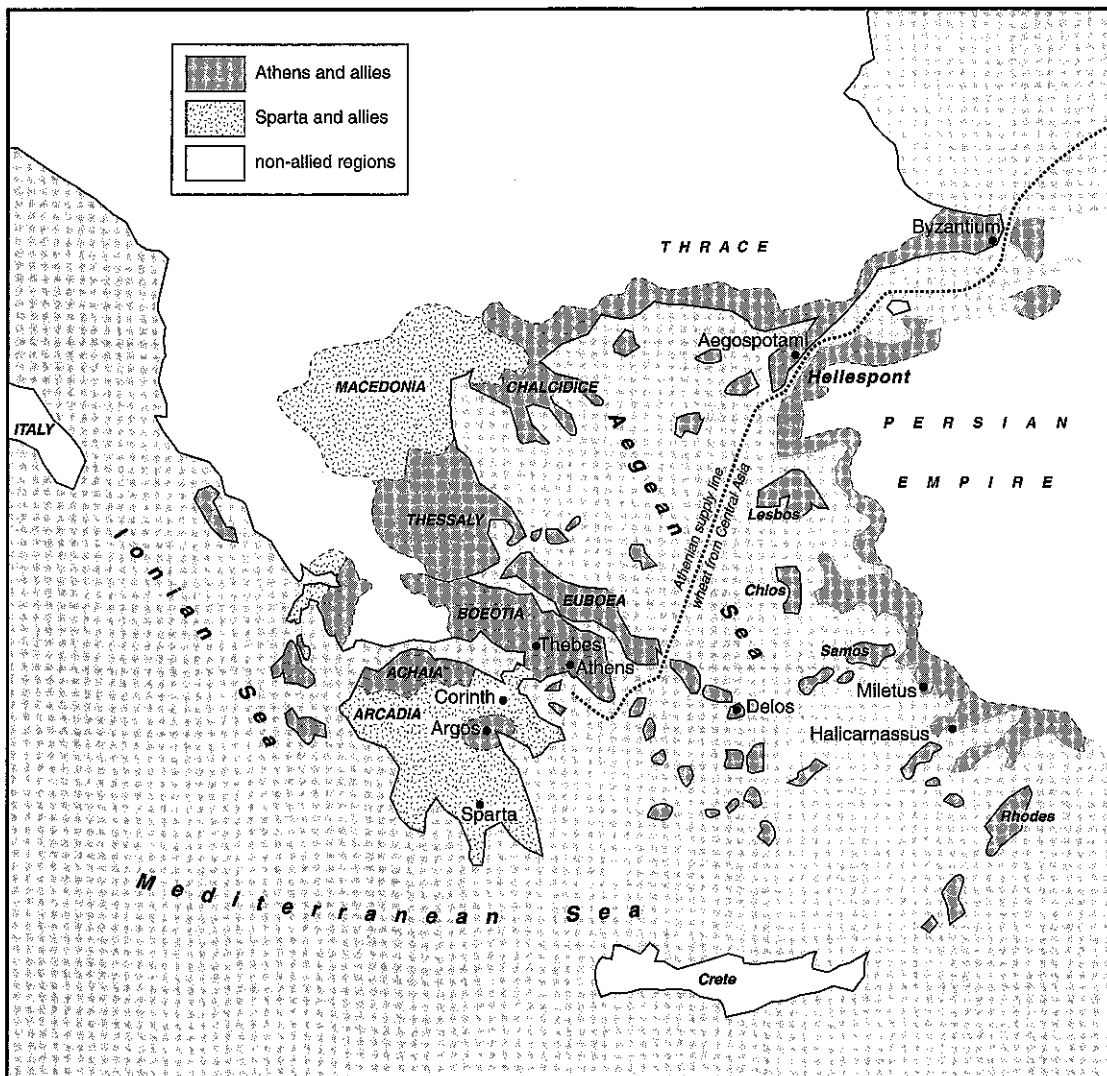 Athens and allies
Sparta and allies
non-allied regions
THRACE
Byzantium
Aegospotami
Hellespont
MACEDONIA
CHALCIDICE
ITALY
Aegean Sea
PERSIAN
EMPIRE
Athenian supply line
wheat from Central Asia
Lesbos
THESSALY
Ionian Sea
Chios
EUBOEA
BOEOTIA
Thebes
Athens
Samos
ACHAIA
Corinth
Miletus
ARCADIA
Delos
Argos
Halicarnassus
Sparta
Rhodes
Mediterranean Sea
Crete